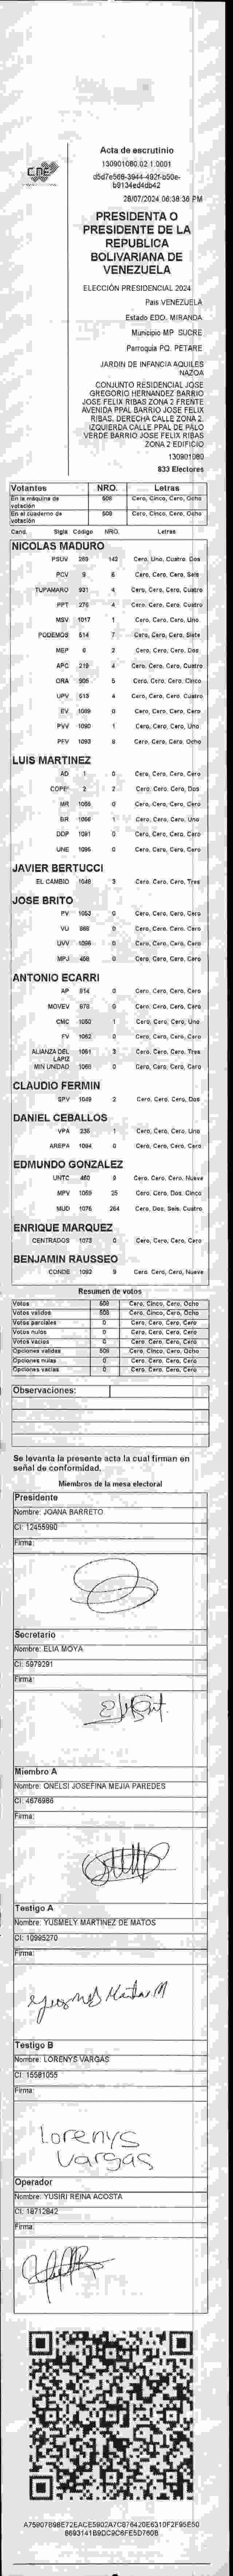 CNE
Acta de escrutinio
130901080.02.1.0001
d5d7e568-3944-492f-b50e-
b9134ed4db42
28/07/2024 06:38:36 PM
PRESIDENTA O
PRESIDENTE DE LA
REPUBLICA
BOLIVARIANA DE
VENEZUELA
ELECCIÓN PRESIDENCIAL 2024
Pais VENEZUELA
Estado EDO. MIRANDA
Municipio MP. SUCRE
Parroquia PQ. PETARE
JARDIN DE INFANCIA AQUILES
NAZOA
CONJUNTO RESIDENCIAL JOSE
GREGORIO HERNANDEZ BARRIO
JOSE FELIX RIBAS ZONA 2 FRENTE
AVENIDA PPAL BARRIO JOSE FELIX
RIBAS. DERECHA CALLE ZONA 2.
IZQUIERDA CALLE PPAL DE PALO
VERDE BARRIO JOSE FELIX RIBAS
ZONA 2 EDIFICIO
130901080
833 Electores
Votantes NRO. Letras
En la máquina de votación 508 Cero, Cinco, Cero, Ocho
En el cuaderno de votación 508 Cero, Cinco, Cero, Ocho
Cand. Sigla Código NRO. Letras
NICOLAS MADURO
PSUV 269 142 Cero, Uno, Cuatro, Dos
PCV 9 6 Cero, Cero, Cero, Seis
TUPAMARO 931 4 Cero, Cero, Cero, Cuatro
PPT 276 4 Cero, Cero, Cero, Cuatro
MSV 1017 1 Cero, Cero, Cero, Uno
PODEMOS 514 7 Cero, Cero, Cero, Siete
MEP 6 2 Cero, Cero, Cero, Dos
APC 219 4 Cero, Cero, Cero, Cuatro
ORA 905 5 Cero, Cero, Cero, Cinco
UPV 513 4 Cero, Cero, Cero, Cuatro
EV 1089 0 Cero, Cero, Cero, Cero
PVV 1090 1 Cero, Cero, Cero, Uno
PFV 1093 8 Cero, Cero, Cero, Ocho
LUIS MARTINEZ
AD 1 0 Cero, Cero, Cero, Cero
COPEI 2 2 Cero, Cero, Cero, Dos
MR 1055 0 Cero, Cero, Cero, Cero
BR 1066 1 Cero, Cero, Cero, Uno
DDP 1091 0 Cero, Cero, Cero, Cero
UNE 1095 0 Cero, Cero, Cero, Cero
JAVIER BERTUCCI
EL CAMBIO 1048 3 Cero, Cero, Cero, Tres
JOSE BRITO
PV 1053 0 Cero, Cero, Cero, Cero
VU 868 0 Cero, Cero, Cero, Cero
UVV 1096 0 Cero, Cero, Cero, Cero
MPJ 458 0 Cero, Cero, Cero, Cero
ANTONIO ECARRI
AP 914 0 Cero, Cero, Cero, Cero
MOVEV 978 0 Cero, Cero, Cero, Cero
CMC 1050 1 Cero, Cero, Cero, Uno
FV 1062 0 Cero, Cero, Cero, Cero
ALIANZA DEL LAPIZ 1051 3 Cero, Cero, Cero, Tres
MIN UNIDAD 1065 0 Cero, Cero, Cero, Cero
CLAUDIO FERMIN
SPV 1049 2 Cero, Cero, Cero, Dos
DANIEL CEBALLOS
VPA 235 1 Cero, Cero, Cero, Uno
AREPA 1094 0 Cero, Cero, Cero, Cero
EDMUNDO GONZALEZ
UNTC 460 9 Cero, Cero, Cero, Nueve
MPV 1059 25 Cero, Cero, Dos, Cinco
MUD 1076 264 Cero, Dos, Seis, Cuatro
ENRIQUE MARQUEZ
CENTRADOS 1073 0 Cero, Cero, Cero, Cero
BENJAMIN RAUSSEO
CONDE 1092 9 Cero, Cero, Cero, Nueve
Resumen de votos
Votos 508 Cero, Cinco, Cero, Ocho
Votos validos 508 Cero, Cinco, Cero, Ocho
Votos parciales 0 Cero, Cero, Cero, Cero
Votos nulos 0 Cero, Cero, Cero, Cero
Votos vacios 0 Cero, Cero, Cero, Cero
Opciones validas 508 Cero, Cinco, Cero, Ocho
Opciones nulas 0 Cero, Cero, Cero, Cero
Opciones vacias 0 Cero, Cero, Cero, Cero
Observaciones:
Se levanta la presente acta la cual firman en
señal de conformidad.
Miembros de la mesa electoral
Presidente
Nombre: JOANA BARRETO
CI: 12455980
Firma:
Secretario
Nombre: ELIA MOYA
CI: 5979291
Firma:
Miembro A
Nombre: ONELSI JOSEFINA MEJIA PAREDES
CI: 4676986
Firma:
Testigo A
Nombre: YUSMELY MARTINEZ DE MATOS
CI: 10995270
Firma:
Testigo B
Nombre: LORENYS VARGAS
CI: 15581055
Firma:
Lorenys
Vargas
Operador
Nombre: YUSIRI REINA ACOSTA
CI: 18712842
Firma: